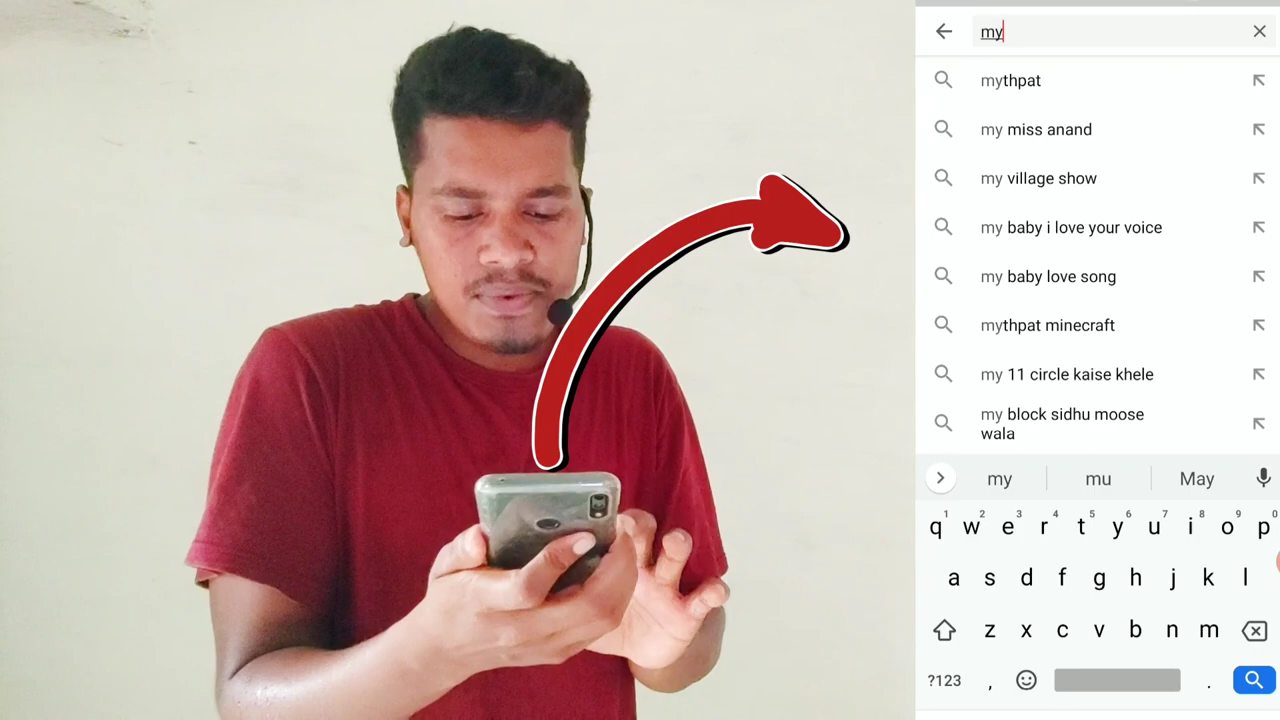 my
mythpat
my miss anand
my village show
my baby i love your voice
my baby love song
mythpat minecraft
my 11 circle kaise khele
my block sidhu moose
wala
my mu May
1 2 3 4 5 6 7 8 9 0
q w e r t y u i o p
a s d f g h j k l
z x c v b n m
?123 , .